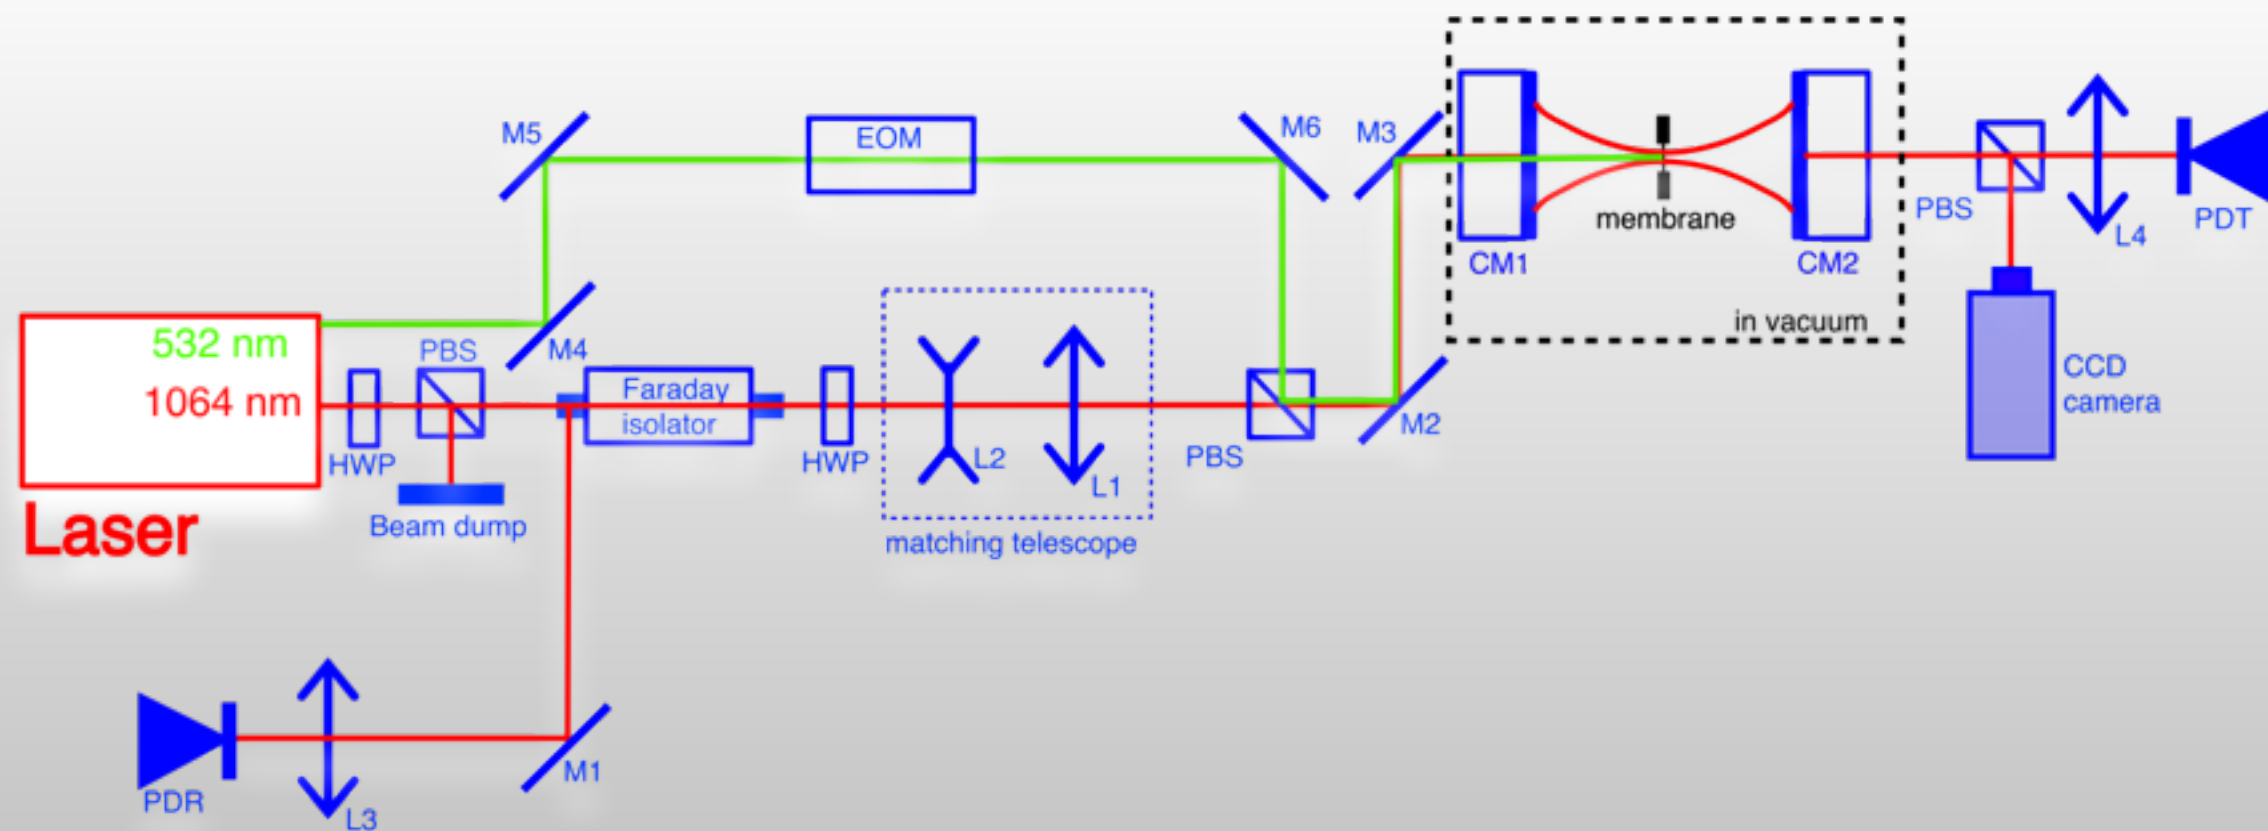 M5
EOM
M6
M3
membrane
CM1
CM2
in vacuum
PBS
L4
PDT
532 nm
1064 nm
Laser
PBS
M4
HWP
Beam dump
Faraday
isolator
HWP
L2
L1
matching telescope
PBS
M2
CCD
camera
PDR
L3
M1